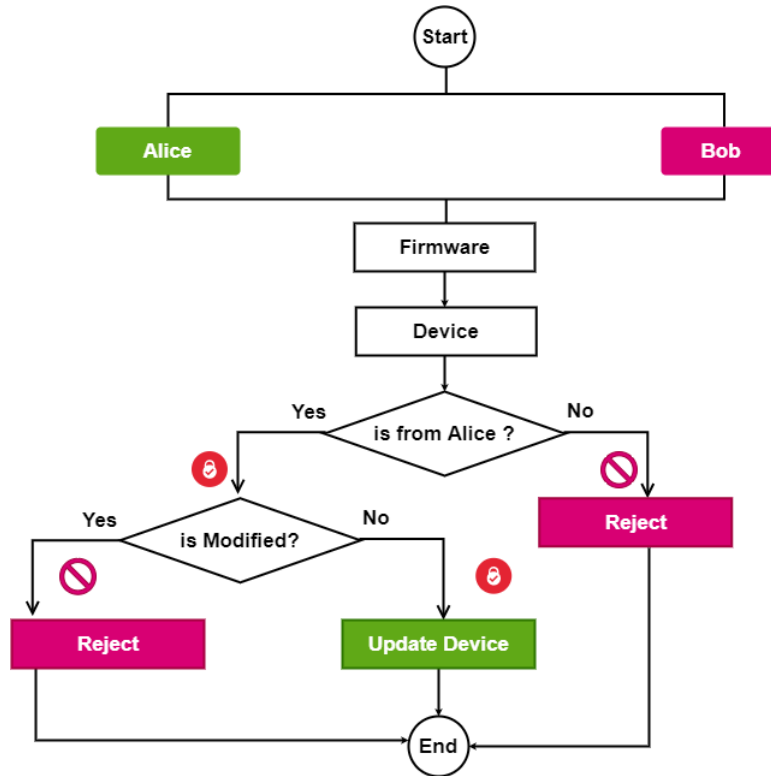 Start
Alice
Bob
Firmware
Device
Yes
is from Alice ?
No
Yes
is Modified?
No
Reject
Reject
Update Device
End